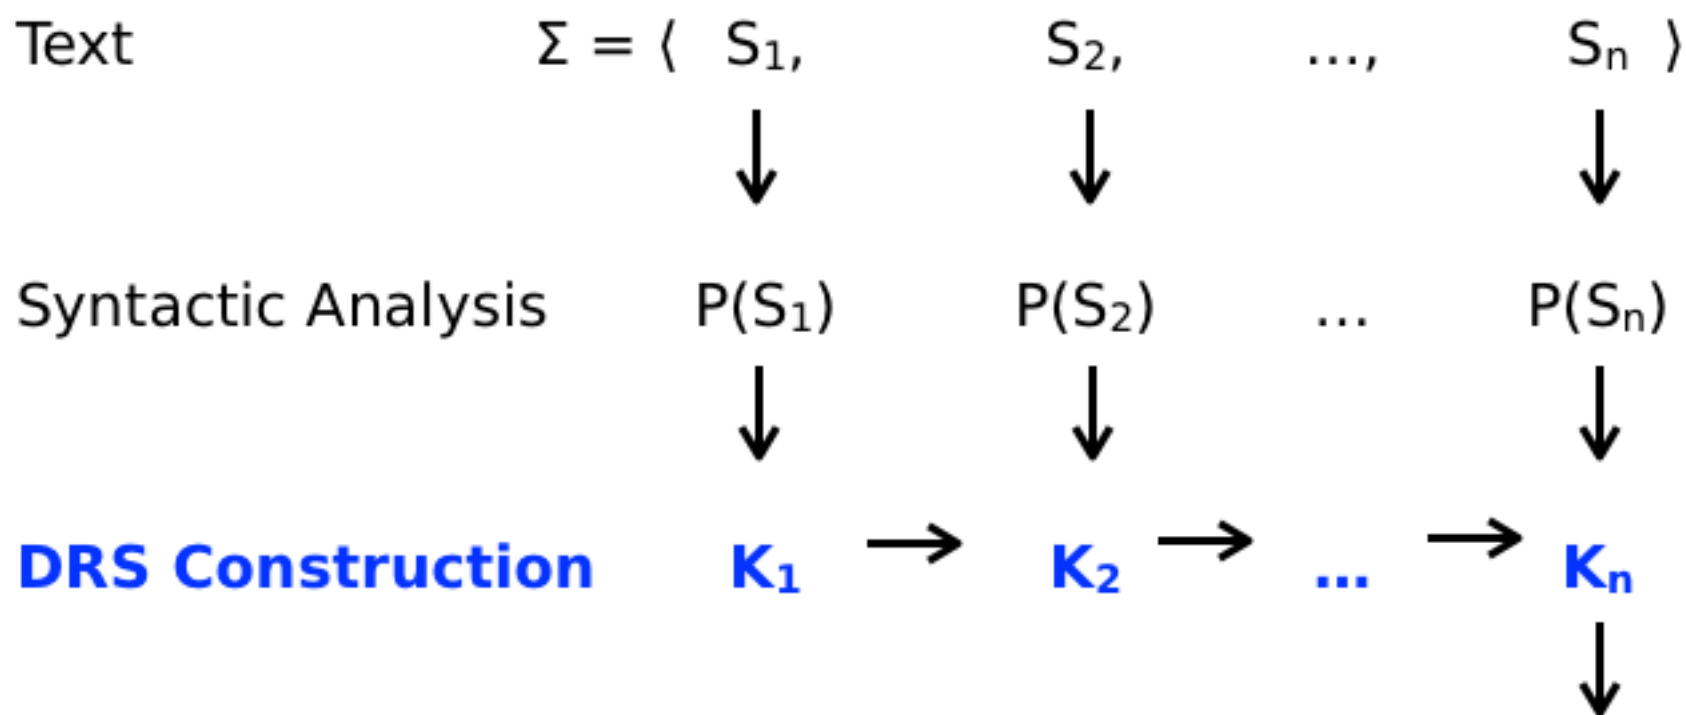 Text Σ = ⟨ S₁, S₂, ..., Sₙ ⟩
Syntactic Analysis P(S₁) P(S₂) ... P(Sₙ)
DRS Construction K₁ K₂ ... Kₙ